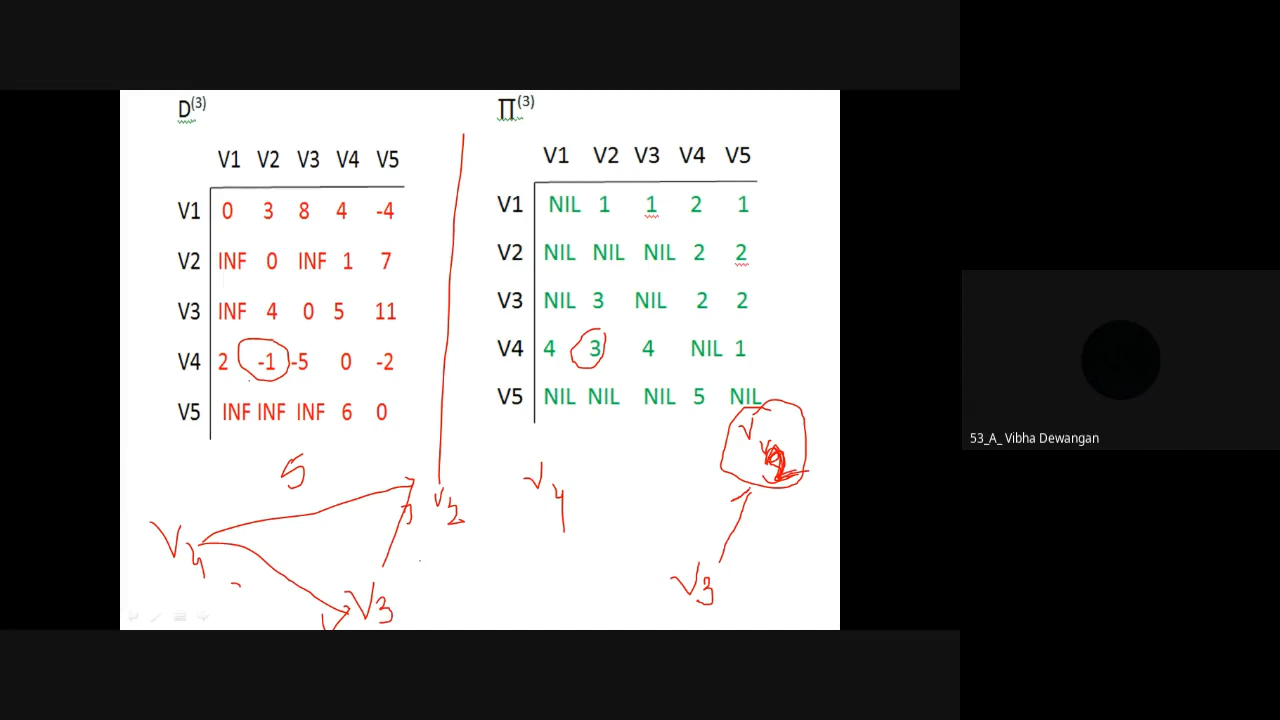 D(3)
V1 V2 V3 V4 V5
V1 0 3 8 4 -4
V2 INF 0 INF 1 7
V3 INF 4 0 5 11
V4 2 -1 -5 0 -2
V5 INF INF INF 6 0
∏(3)
V1 V2 V3 V4 V5
V1 NIL 1 1 2 1
V2 NIL NIL NIL 2 2
V3 NIL 3 NIL 2 2
V4 4 3 4 NIL 1
V5 NIL NIL NIL 5 NIL
5
V2
V4
V3
V4
V
V3
53_A_ Vibha Dewangan